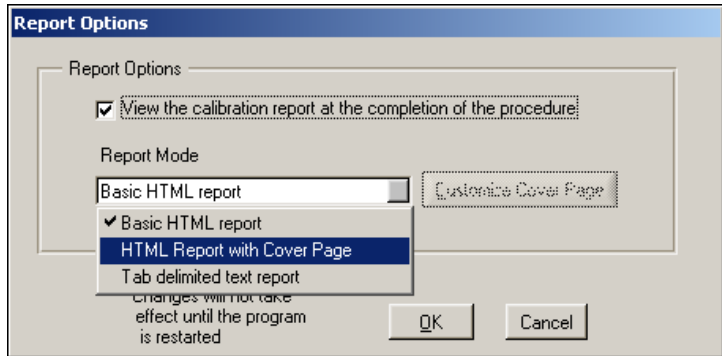 Report Options
Report Options
View the calibration report at the completion of the procedure
Report Mode
Basic HTML report
Customize Cover Page
Basic HTML report
HTML Report with Cover Page
Tab delimited text report
Changes will not take
effect until the program
is restarted
OK
Cancel